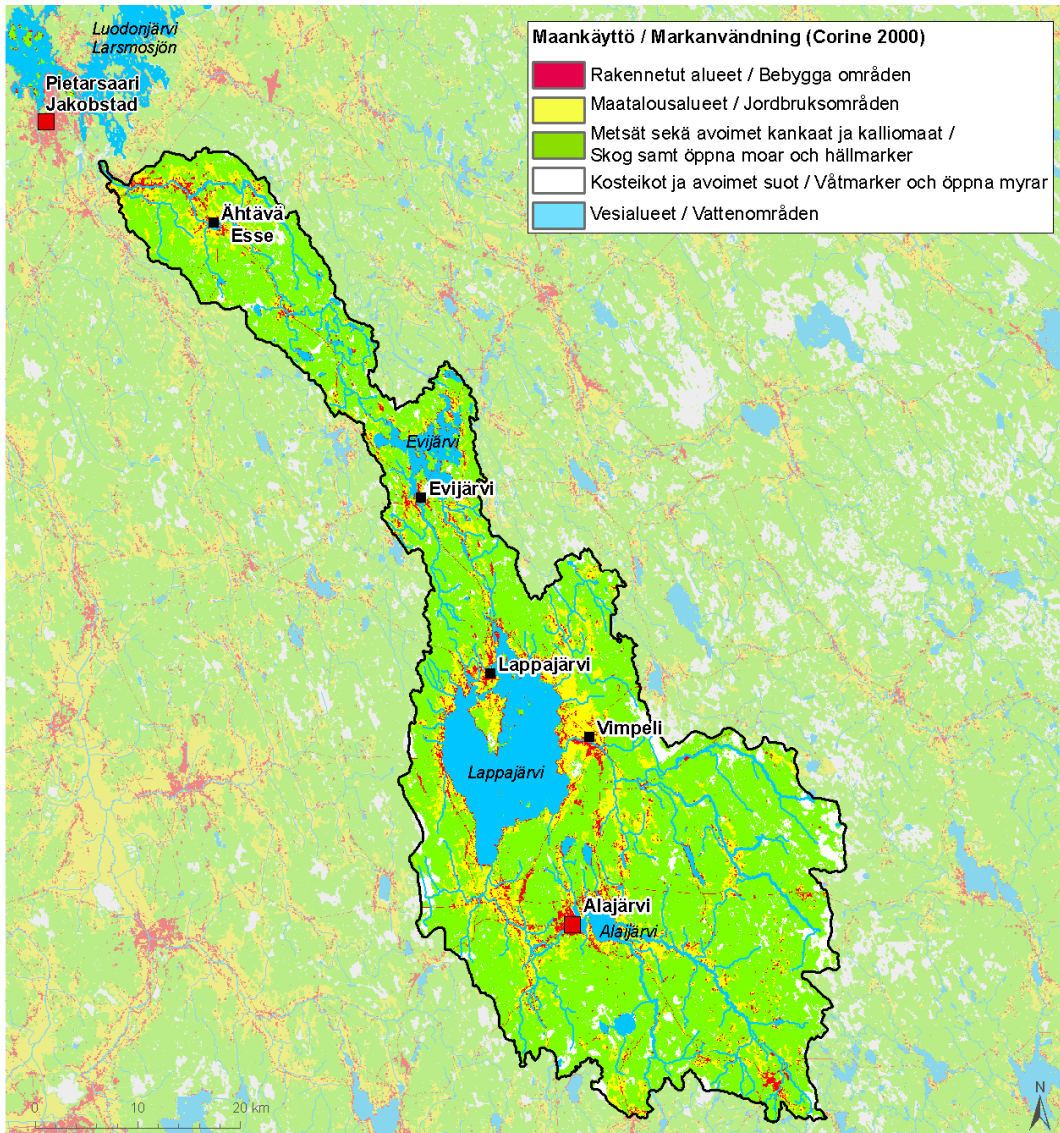 Luodonjärvi
Larsmosjön
Pietarsaari
Jakobstad
Maankäyttö / Markanvändning (Corine 2000)
Rakennetut alueet / Bebygga områden
Maatalousalueet / Jordbruksområden
Metsät sekä avoimet kankaat ja kalliomaat /
Skog samt öppna moar och hällmarker
Kosteikot ja avoimet suot / Våtmarker och öppna myrar
Vesialueet / Vattenområden
Ähtävä
Esse
Evijärvi
Evijärvi
Lappajärvi
Vimpeli
Lappajärvi
Alajärvi
Alaijärvi
0 10 20 km
N